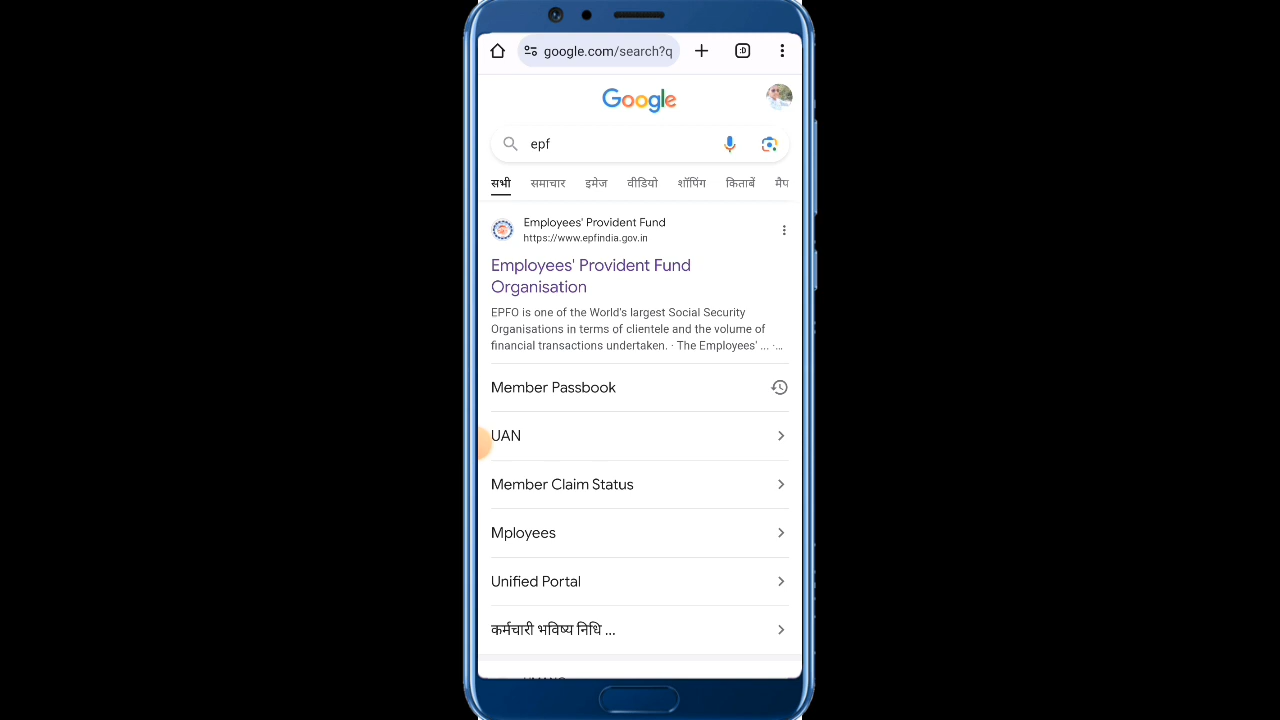 google.com/search?q
:D
Google
epf
सभी समाचार इमेज वीडियो शॉपिंग किताबें मैप
Employees' Provident Fund
https://www.epfindia.gov.in
Employees' Provident Fund
Organisation
EPFO is one of the World's largest Social Security
Organisations in terms of clientele and the volume of
financial transactions undertaken. · The Employees' ... ·...
Member Passbook
UAN
Member Claim Status
Mployees
Unified Portal
कर्मचारी भविष्य निधि ...